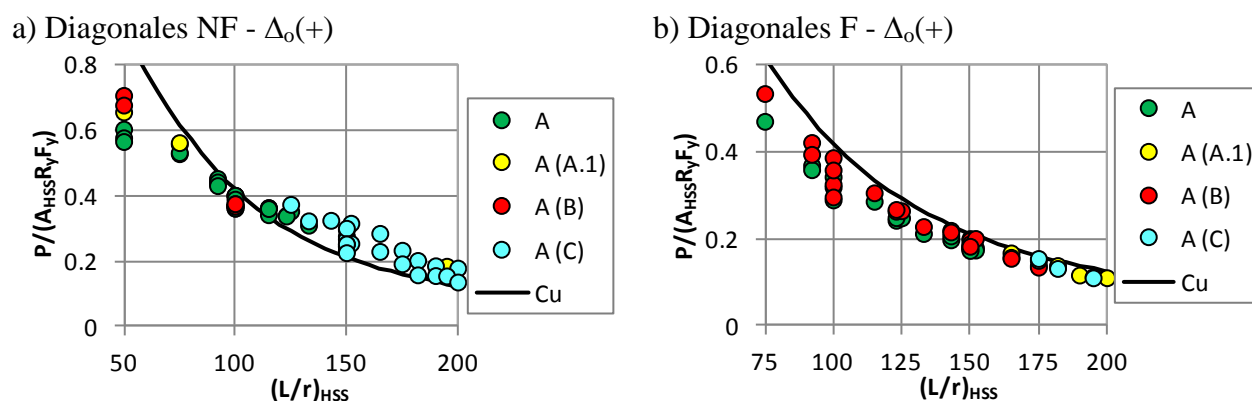 a) Diagonales NF - Δo(+)
0.8
0.6
0.4
0.2
0
50
100
150
200
P/(AHSSRyFy)
(L/r)HSS
A
A (A.1)
A (B)
A (C)
Cu
b) Diagonales F - Δo(+)
0.6
0.4
0.2
0
75
100
125
150
175
200
P/(AHSSRyFy)
(L/r)HSS
A
A (A.1)
A (B)
A (C)
Cu